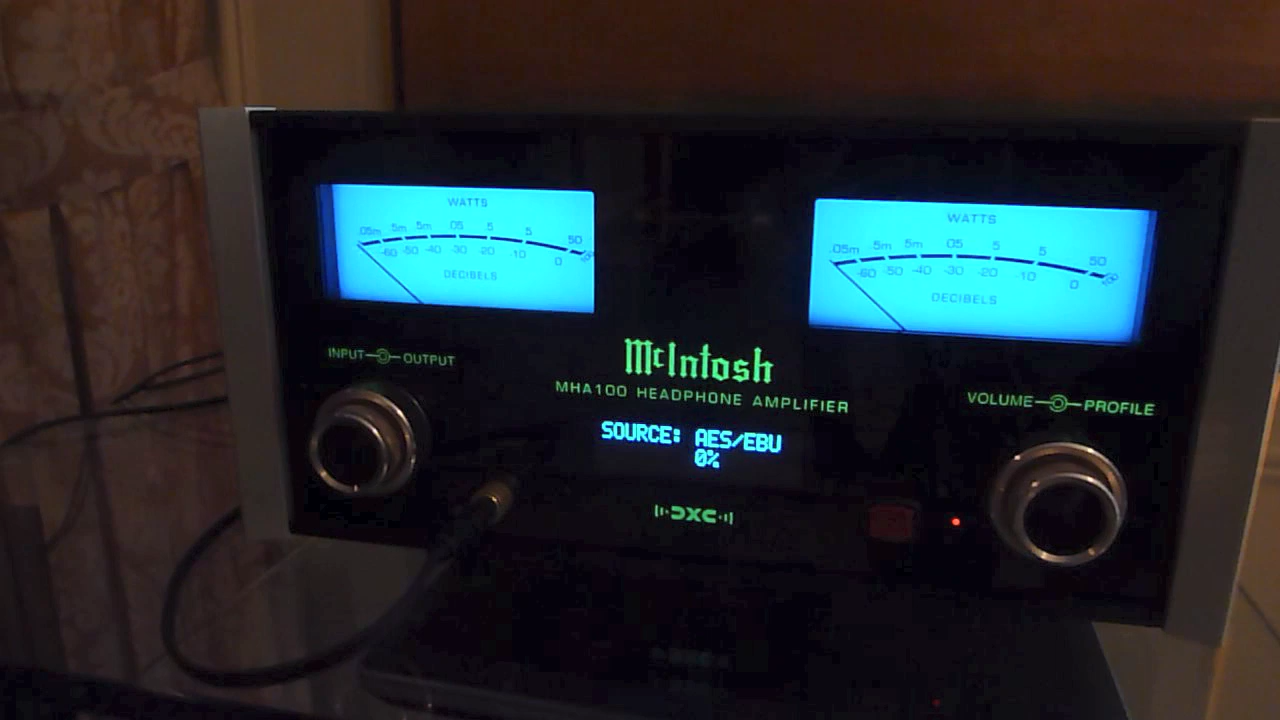 WATTS
.05m .5m 5m .05 .5 5 50 100
-60 -50 -40 -30 -20 -10 0
DECIBELS
WATTS
.05m .5m 5m .05 .5 5 50 100
-60 -50 -40 -30 -20 -10 0
DECIBELS
McIntosh
INPUT OUTPUT
MHA100 HEADPHONE AMPLIFIER
VOLUME PROFILE
SOURCE: AES/EBU
0%